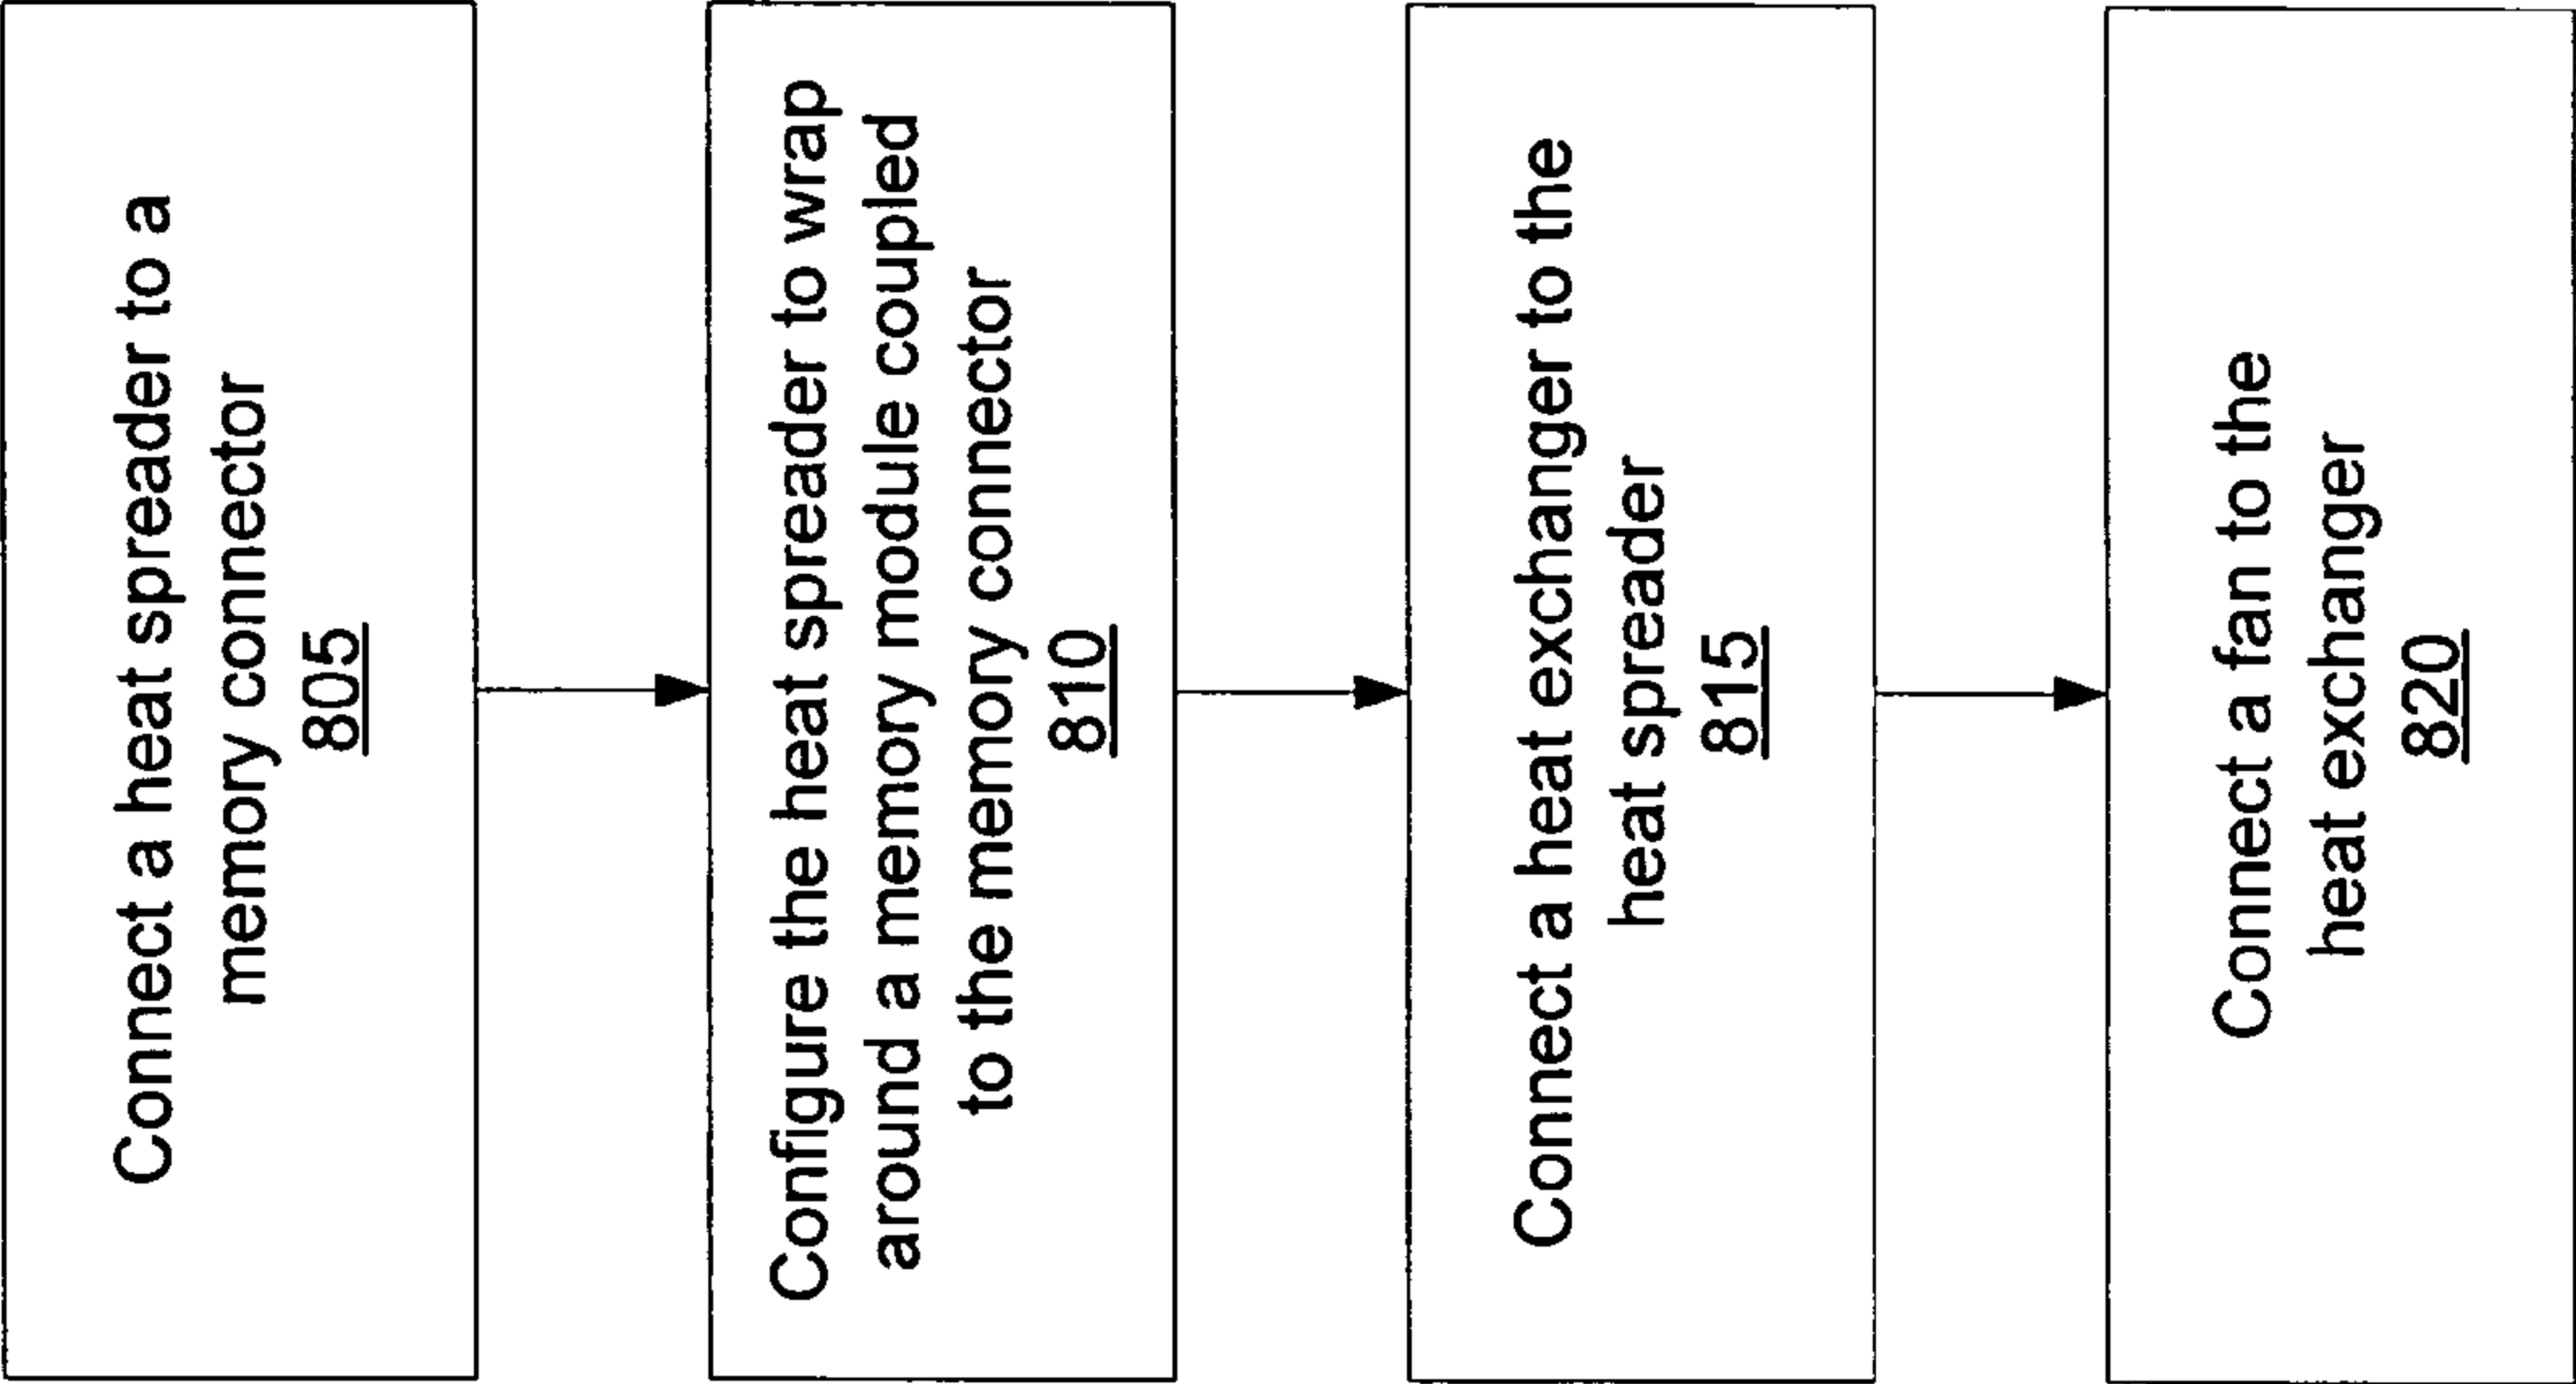 Connect a heat spreader to a
memory connector
805
Configure the heat spreader to wrap
around a memory module coupled
to the memory connector
810
Connect a heat exchanger to the
heat spreader
815
Connect a fan to the
heat exchanger
820